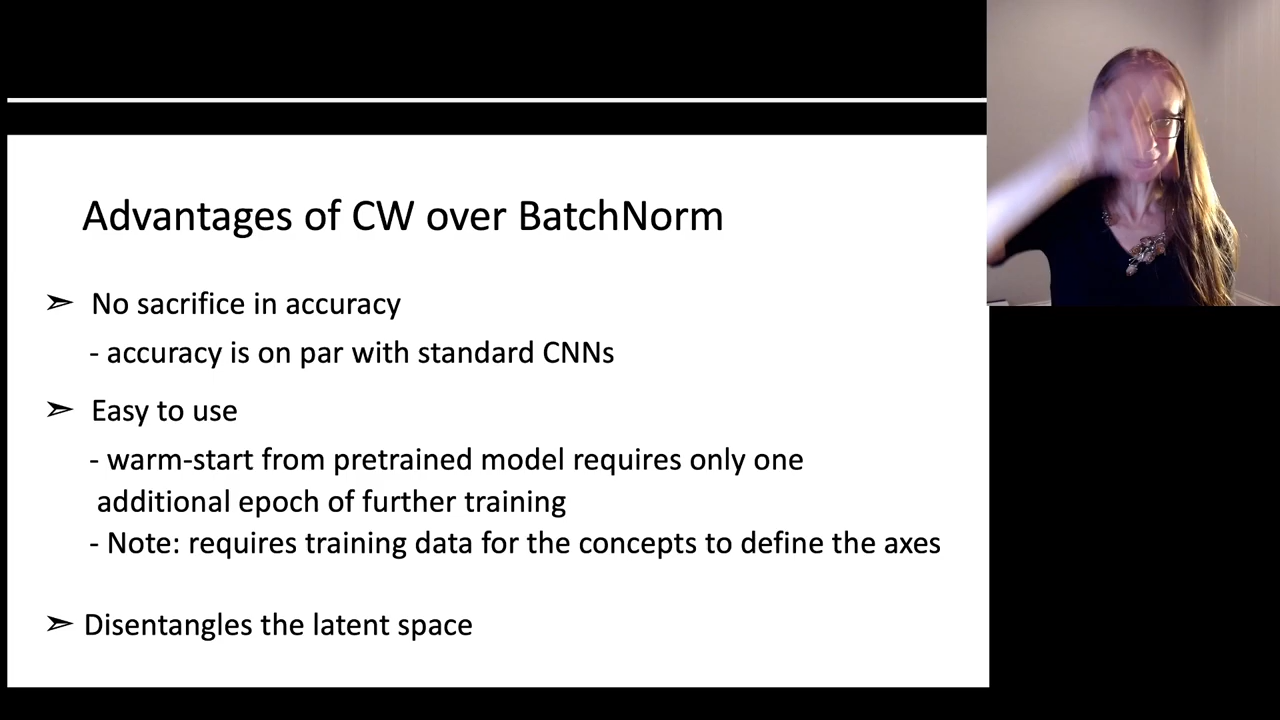 Advantages of CW over BatchNorm
➢ No sacrifice in accuracy
- accuracy is on par with standard CNNs
➢ Easy to use
- warm-start from pretrained model requires only one
additional epoch of further training
- Note: requires training data for the concepts to define the axes
➢ Disentangles the latent space